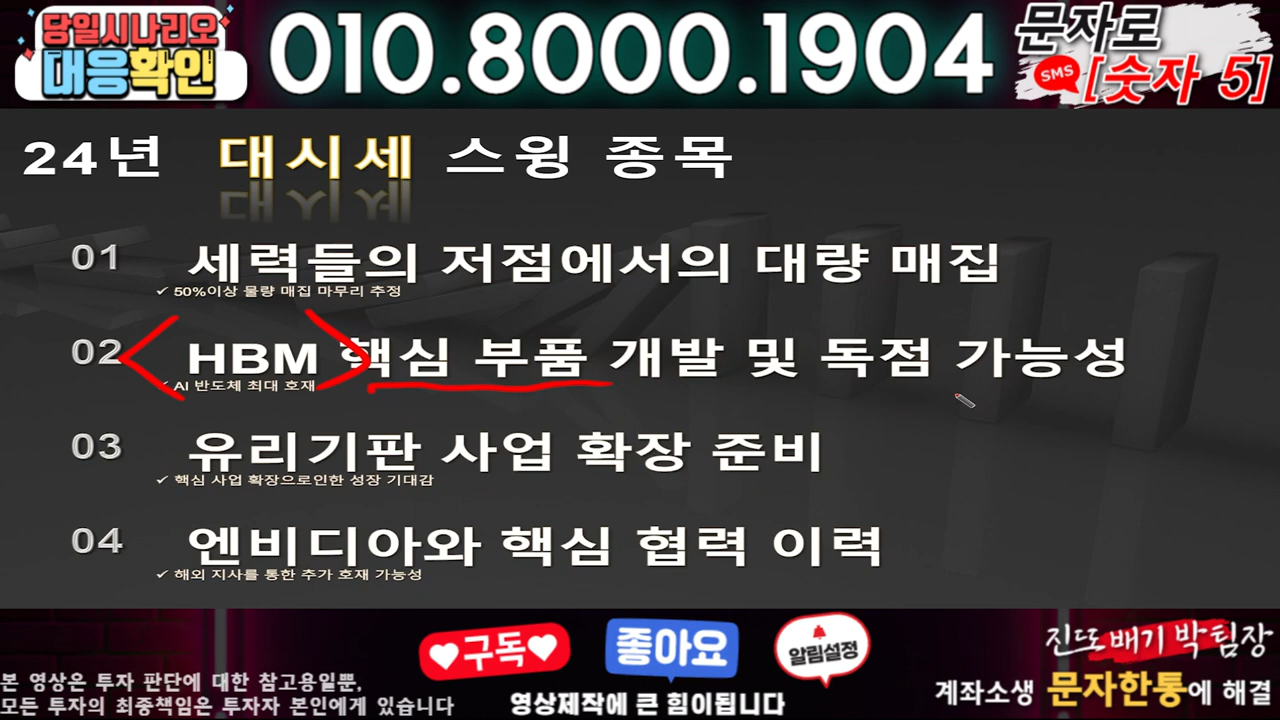 당일시나리오
대응확인
010.8000.1904
문자로
SMS
[숫자 5]
24년 대시세 스윙 종목
01 세력들의 저점에서의 대량 매집
✓ 50%이상 물량 매집 마무리 추정
02 HBM 핵심 부품 개발 및 독점 가능성
✓ AI 반도체 최대 호재
03 유리기판 사업 확장 준비
✓ 핵심 사업 확장으로인한 성장 기대감
04 엔비디아와 핵심 협력 이력
✓ 해외 지사를 통한 추가 호재 가능성
구독
좋아요
알림설정
영상제작에 큰 힘이됩니다
본 영상은 투자 판단에 대한 참고용일뿐,
모든 투자의 최종책임은 투자자 본인에게 있습니다
진또배기 박팀장
계좌소생 문자한통에 해결